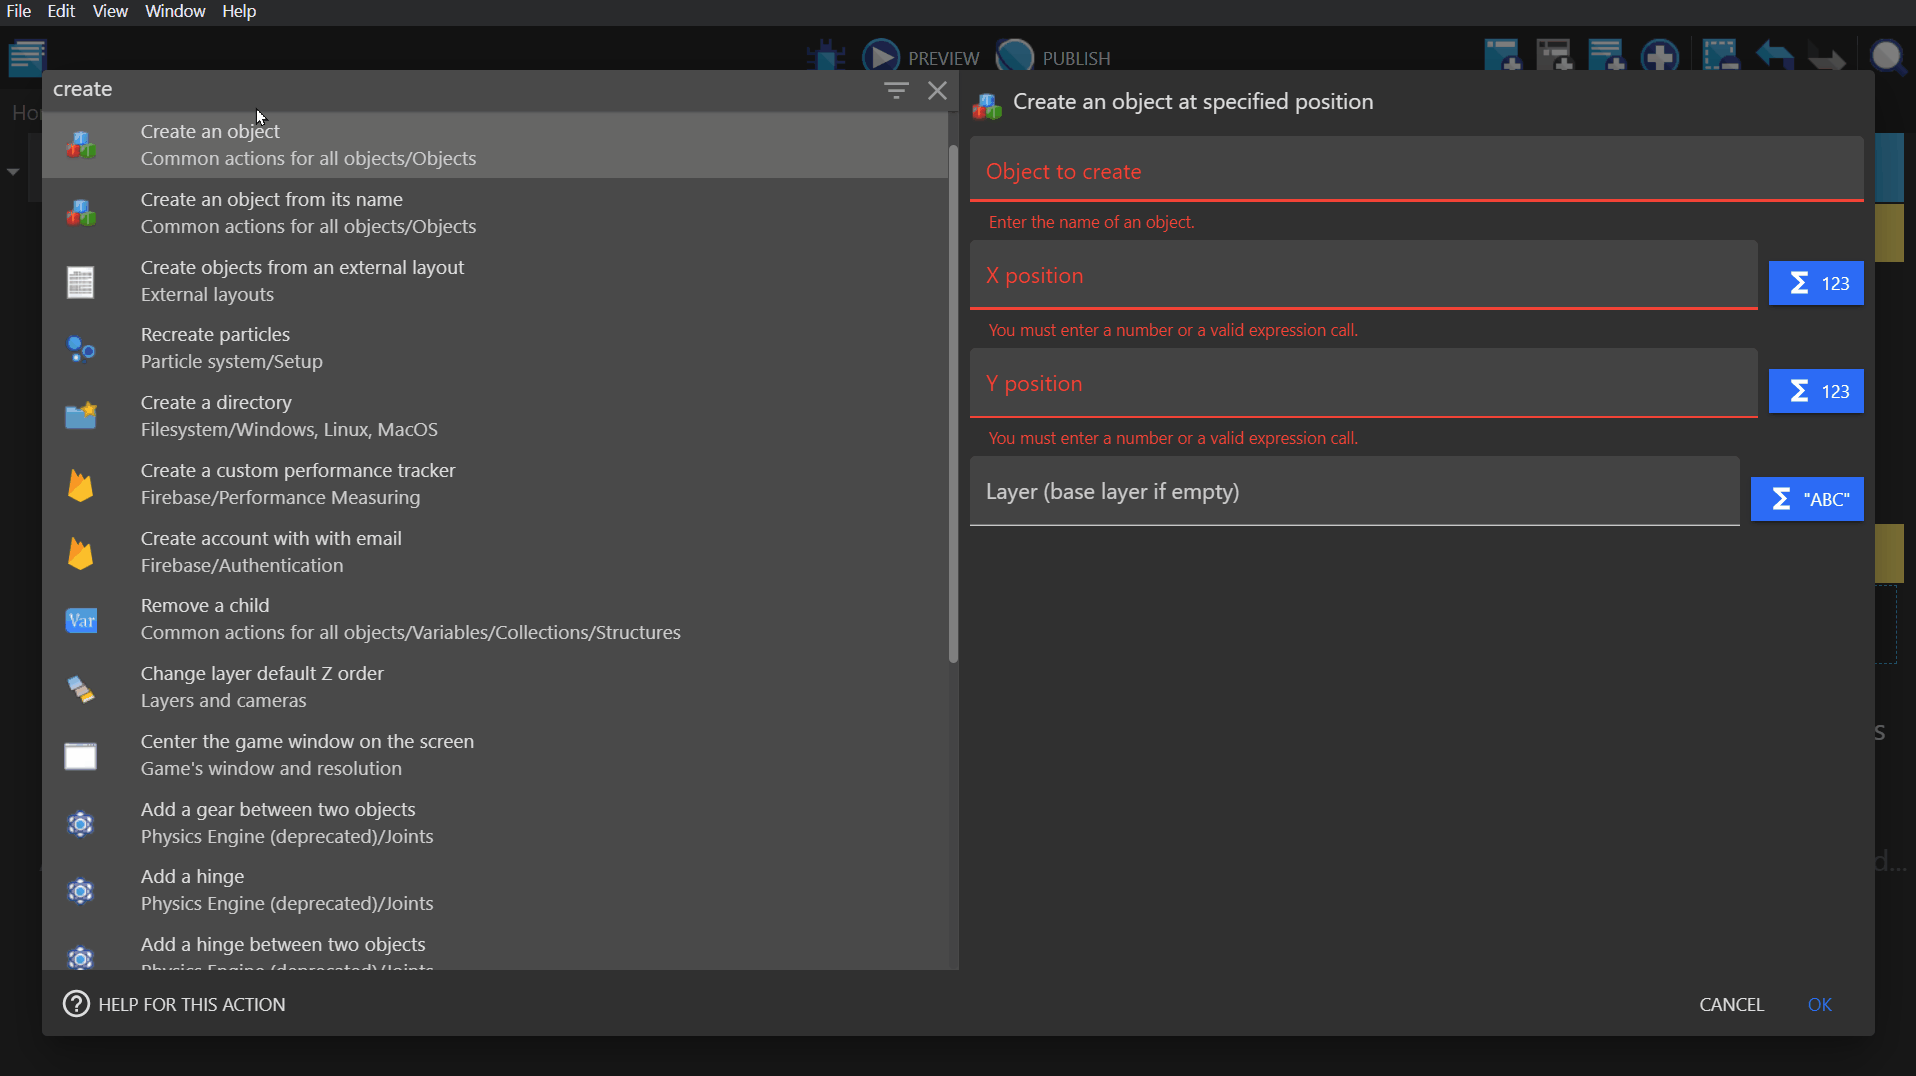 File Edit View Window Help
PREVIEW PUBLISH
create
Create an object
Common actions for all objects/Objects
Create an object from its name
Common actions for all objects/Objects
Create objects from an external layout
External layouts
Recreate particles
Particle system/Setup
Create a directory
Filesystem/Windows, Linux, MacOS
Create a custom performance tracker
Firebase/Performance Measuring
Create account with with email
Firebase/Authentication
Var
Remove a child
Common actions for all objects/Variables/Collections/Structures
Change layer default Z order
Layers and cameras
Center the game window on the screen
Game's window and resolution
Add a gear between two objects
Physics Engine (deprecated)/Joints
Add a hinge
Physics Engine (deprecated)/Joints
Add a hinge between two objects
Physics Engine (deprecated)/Joints
HELP FOR THIS ACTION
Create an object at specified position
Object to create
Enter the name of an object.
X position
Σ 123
You must enter a number or a valid expression call.
Y position
Σ 123
You must enter a number or a valid expression call.
Layer (base layer if empty)
Σ "ABC"
CANCEL OK